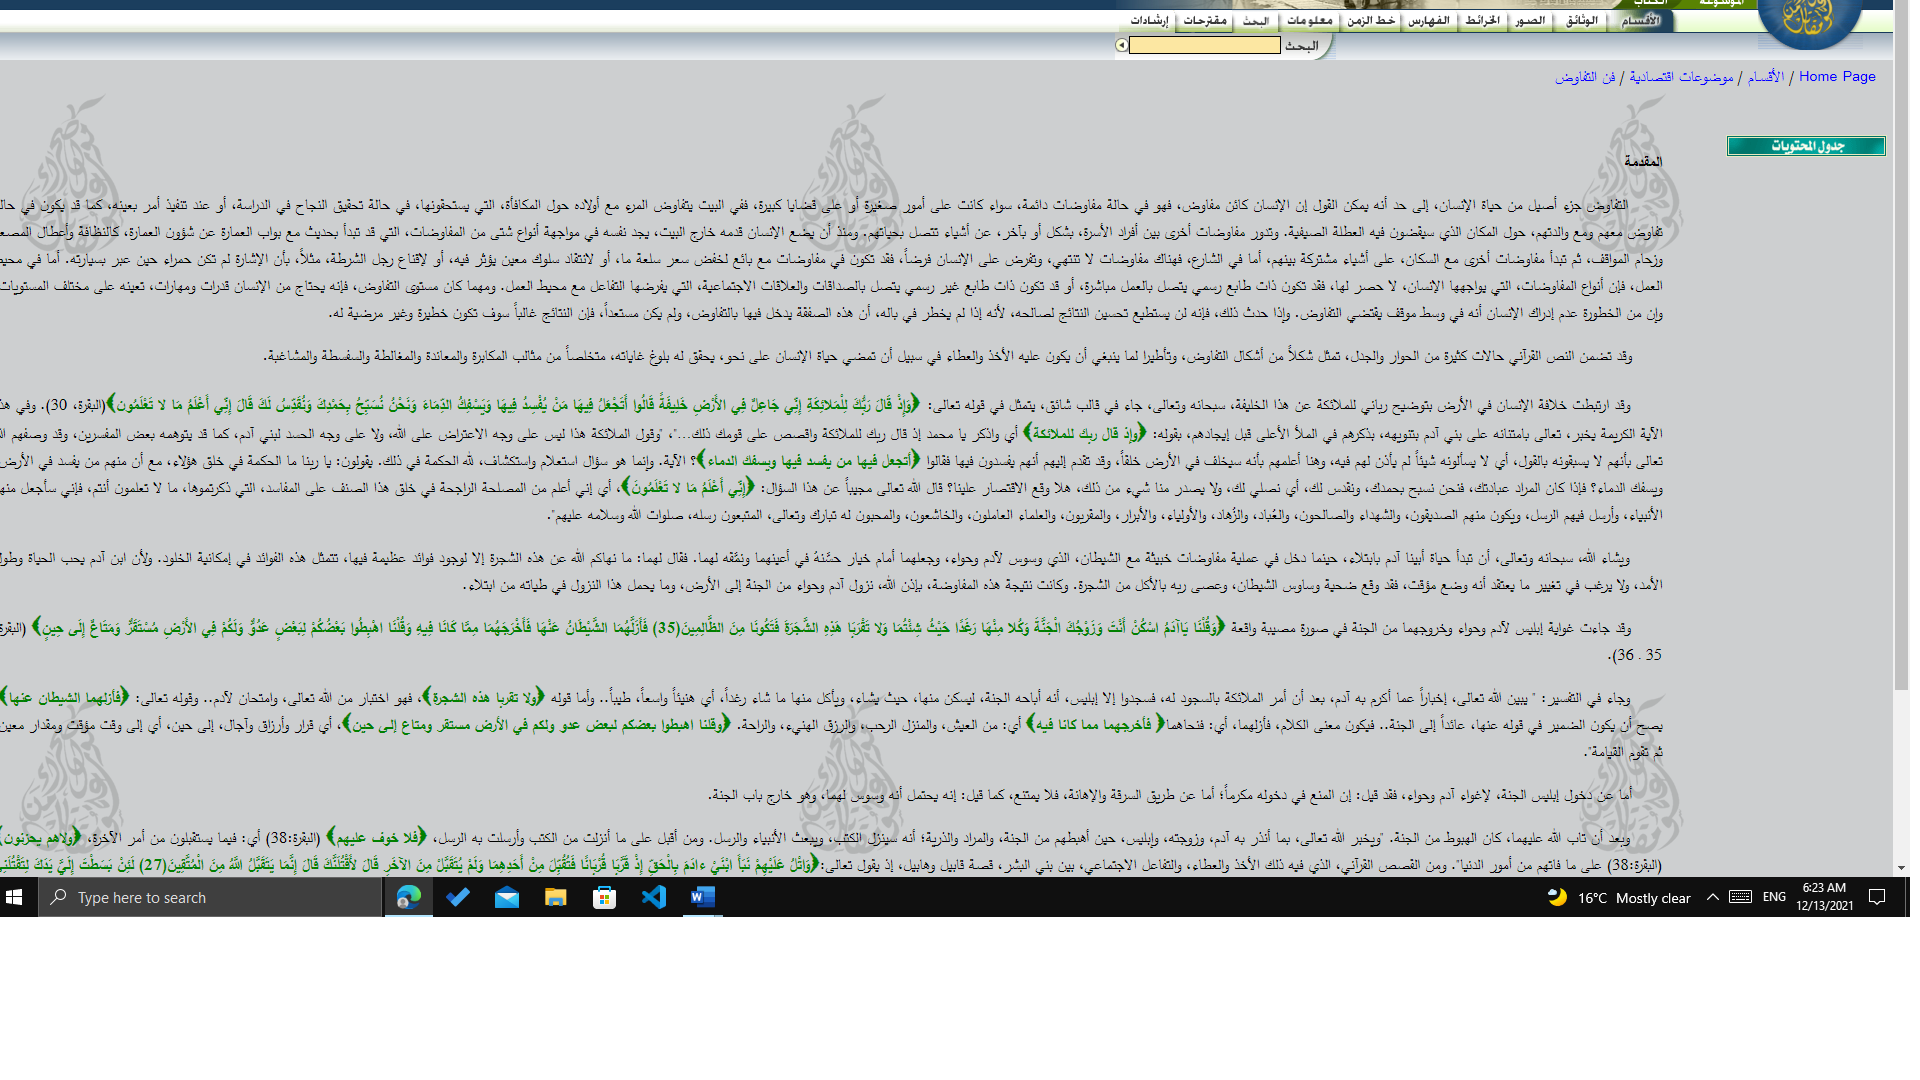 الموسوعة الكتاب
الأقسام الوثائق الصور الخرائط الفهارس خط الزمن معلومات البحث مقترحات إرشادات
البحث
Home Page / الأقسام / موضوعات اقتصادية / فن التفاوض
جدول المحتويات
المقدمة
التفاوض جزء أصيل من حياة الإنسان، إلى حد أنه يمكن القول إن الإنسان كائن مفاوض، فهو في حالة مفاوضات دائمة، سواء كانت على أمور صغيرة أو على قضايا كبيرة، ففي البيت يتفاوض المرء مع أولاده حول المكافأة، التي يستحقونها، في حالة تحقيق النجاح في الدراسة، أو عند تنفيذ أمر بعينه، كما قد يكون في
تفاوض معهم ومع والدتهم، حول المكان الذي سيقضون فيه العطلة الصيفية. وتدور مفاوضات أخرى بين أفراد الأسرة، بشكل أو بآخر، عن أشياء تتصل بحياتهم. ومنذ أن يضع الإنسان قدمه خارج البيت، يجد نفسه في مواجهة أنواع شتى من المفاوضات، التي قد تبدأ بحديث مع بواب العمارة عن شؤون العمارة، كالنظافة وأعطال
وزحام المواقف، ثم تبدأ مفاوضات أخرى مع السكان، على أشياء مشتركة بينهم، أما في الشارع، فهناك مفاوضات لا تنتهي، وتفرض على الإنسان فرضاً، فقد تكون في مفاوضات مع بائع لخفض سعر سلعة ما، أو لانتقاد سلوك معين يؤثر فيه، أو لإقناع رجل الشرطة، مثلاً، بأن الإشارة لم تكن حمراء حين عبر بسيارته. أما في
العمل، فإن أنواع المفاوضات، التي يواجهها الإنسان، لا حصر لها، فقد تكون ذات طابع رسمي يتصل بالعمل مباشرة، أو قد تكون ذات طابع غير رسمي يتصل بالصداقات والعلاقات الاجتماعية، التي يفرضها التفاعل مع محيط العمل. ومهما كان مستوى التفاوض، فإنه يحتاج من الإنسان قدرات ومهارات، تعينه على مختلف المستويات
وإن من الخطورة عدم إدراك الإنسان أنه في وسط موقف يقتضي التفاوض. وإذا حدث ذلك، فإنه لن يستطيع تحسين النتائج لصالحه، لأنه إذا لم يخطر في باله، أن هذه الصفقة يدخل فيها بالتفاوض، ولم يكن مستعداً، فإن النتائج غالباً سوف تكون خطيرة وغير مرضية له.
وقد تضمن النص القرآني حالات كثيرة من الحوار والجدل، تمثل شكلاً من أشكال التفاوض، وتأطيرا لما ينبغي أن يكون عليه الأخذ والعطاء في سبيل أن تمضي حياة الإنسان على نحو، يحقق له بلوغ غاياته، متخلصاً من مثالب المكابرة والمعاندة والمغالطة والسفسطة والمشاغبة.
وقد ارتبطت خلافة الإنسان في الأرض بتوضيح رباني للملائكة عن هذا الخليفة، سبحانه وتعالى، جاء في قالب شائق، يتمثل في قوله تعالى: ﴿وَإِذْ قَالَ رَبُّكَ لِلْمَلائِكَةِ إِنِّي جَاعِلٌ فِي الأَرْضِ خَلِيفَةً قَالُوا أَتَجْعَلُ فِيهَا مَنْ يُفْسِدُ فِيهَا وَيَسْفِكُ الدِّمَاءَ وَنَحْنُ نُسَبِّحُ بِحَمْدِكَ وَنُقَدِّسُ لَكَ قَالَ إِنِّي أَعْلَمُ مَا لا تَعْلَمُون﴾(البقرة، 30). وفي
الآية الكريمة يخبر، تعالى بامتنانه على بني آدم بتنويهه، بذكرهم في الملأ الأعلى قبل إيجادهم، بقوله: ﴿وإذ قال ربك للملائكة﴾ أي واذكر يا محمد إذ قال ربك للملائكة واقصص على قومك ذلك..."، "وقول الملائكة هذا ليس على وجه الاعتراض على الله، ولا على وجه الحسد لبني آدم، كما قد يتوهمه بعض المفسرين، وقد وصفهم
تعالى بأنهم لا يسبقونه بالقول، أي لا يسألونه شيئاً لم يأذن لهم فيه، وهنا أعلمهم بأنه سيخلف في الأرض خلقاً، وقد تقدم إليهم أنهم يفسدون فيها فقالوا ﴿أتجعل فيها من يفسد فيها ويسفك الدماء﴾؟ الآية. وإنما هو سؤال استعلام واستكشاف، لله الحكمة في ذلك. يقولون: يا ربنا ما الحكمة في خلق هؤلاء، مع أن منهم من يفسد في الأرض
ويسفك الدماء؟ فإذا كان المراد عبادتك، فنحن نسبح بحمدك، ونقدس لك، أي نصلي لك، ولا يصدر منا شيء من ذلك، هلا وقع الاقتصار علينا؟ قال الله تعالى مجيباً عن هذا السؤال: ﴿إِنِّي أَعْلَمُ مَا لا تَعْلَمُونَ﴾، أي إني أعلم من المصلحة الراجحة في خلق هذا الصنف على المفاسد، التي ذكرتموها، ما لا تعلمون أنتم، فإني سأجعل
الأنبياء، وأرسل فيهم الرسل، ويكون منهم الصديقون، والشهداء والصالحون، والعُباد، والزُهاد، والأولياء، والأبرار، والمقربون، والعلماء العاملون، والخاشعون، والمحبون له تبارك وتعالى، المتبعون رسله، صلوات الله وسلامه عليهم".
ويشاء الله، سبحانه وتعالى، أن تبدأ حياة أبينا آدم بابتلاء، حينما دخل في عملية مفاوضات خبيثة مع الشيطان، الذي وسوس لآدم وحواء، وجعلهما أمام خيار حسَّنهُ في أعينهما ونمَّقه لهما. فقال لهما: ما نهاكم الله عن هذه الشجرة إلا لوجود فوائد عظيمة فيها، تتمثل هذه الفوائد في إمكانية الخلود. ولأن ابن آدم يحب الحياة وطول
الأمد، ولا يرغب في تغيير ما يعتقد أنه وضع مؤقت، فقد وقع ضحية وساوس الشيطان، وعصى ربه بالأكل من الشجرة. وكانت نتيجة هذه المفاوضة، بإذن الله، نزول آدم وحواء من الجنة إلى الأرض، وما يحمل هذا النزول في طياته من ابتلاء.
وقد جاءت غواية إبليس لآدم وحواء وخروجهما من الجنة في صورة مصيبة واقعة ﴿وَقُلْنَا يَاآدَمُ اسْكُنْ أَنْتَ وَزَوْجُكَ الْجَنَّةَ وَكُلا مِنْهَا رَغَدًا حَيْثُ شِئْتُمَا وَلا تَقْرَبَا هَذِهِ الشَّجَرَةَ فَتَكُونَا مِنَ الظَّالِمِينَ(35) فَأَزَلَّهُمَا الشَّيْطَانُ عَنْهَا فَأَخْرَجَهُمَا مِمَّا كَانَا فِيهِ وَقُلْنَا اهْبِطُوا بَعْضُكُمْ لِبَعْضٍ عَدُوٌّ وَلَكُمْ فِي الأَرْضِ مُسْتَقَرٌّ وَمَتَاعٌ إِلَى حِينٍ﴾ (البقرة
35 ـ 36).
وجاء في التفسير: " يبين الله تعالى، إخباراً عما أكرم به آدم، بعد أن أمر الملائكة بالسجود له، فسجدوا إلا إبليس، أنه أباحه الجنة، ليسكن منها، حيث يشاء، ويأكل منها ما شاء رغداً، أي هنيئاً واسعاً، طيباً.. وأما قوله ﴿ولا تقربا هذه الشجرة﴾، فهو اختبار من الله تعالى، وامتحان لآدم.. وقوله تعالى: ﴿فأزلهما الشيطان عنها﴾
يصح أن يكون الضمير في قوله عنها، عائداً إلى الجنة.. فيكون معنى الكلام، فأزلهما، أي: فنحاهما﴿ فأخرجهما مما كانا فيه﴾ أي: من العيش، والمنزل الرحب، والرزق الهنيء، والراحة. ﴿وقلنا اهبطوا بعضكم لبعض عدو ولكم في الأرض مستقر ومتاع إلى حين﴾، أي قرار وأرزاق وآجال، إلى حين، أي إلى وقت مؤقت ومقدار معين
ثم تقوم القيامة".
أما عن دخول إبليس الجنة، لإغواء آدم وحواء، فقد قيل: إن المنع في دخوله مكرماً؛ أما عن طريق السرقة والإهانة، فلا يمتنع، كما قيل: إنه يحتمل أنه وسوس لهما، وهو خارج باب الجنة.
وبعد أن تاب الله عليهما، كان الهبوط من الجنة. "ويخبر الله تعالى، بما أنذر به آدم، وزوجته، وإبليس، حين أهبطهم من الجنة، والمراد والذرية؛ أنه سينزل الكتب، ويبعث الأنبياء والرسل. ومن أقبل على ما أنزلت من الكتب وأرسلت به الرسل، ﴿فلا خوف عليهم﴾ (البقرة:38) أي: فيما يستقبلون من أمر الآخرة، ﴿ولاهم يحزنون﴾
(البقرة:38) على ما فاتهم من أمور الدنيا". ومن القصص القرآني، الذي فيه ذلك الأخذ والعطاء، والتفاعل الاجتماعي، بين بني البشر، قصة قابيل وهابيل، إذ يقول تعالى:﴿وَاتْلُ عَلَيْهِمْ نَبَأَ ابْنَيْ ءادَمَ بِالْحَقِّ إِذْ قَرَّبَا قُرْبَانًا فَتُقُبِّلَ مِنْ أَحَدِهِمَا وَلَمْ يُتَقَبَّلْ مِنَ الآخَرِ قَالَ لأَقْتُلَنَّكَ قَالَ إِنَّمَا يَتَقَبَّلُ اللَّهُ مِنَ الْمُتَّقِينَ(27) لَئِنْ بَسَطْتَ إِلَيَّ يَدَكَ لِتَقْتُلَنِي
Type here to search
16°C Mostly clear
ENG
6:23 AM
12/13/2021